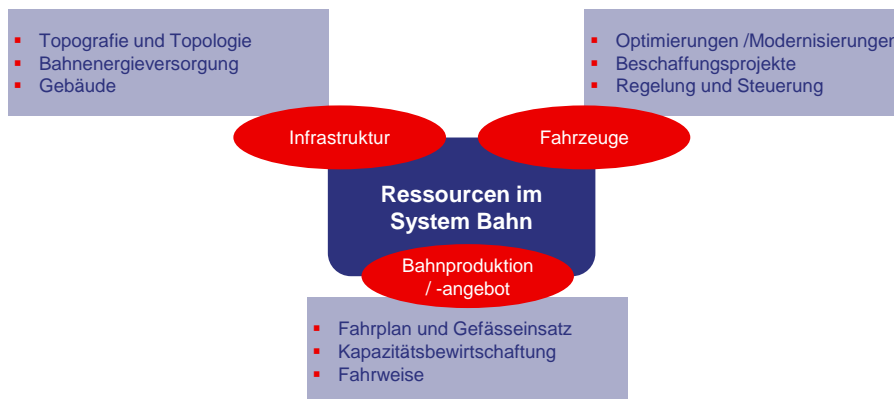 Topografie und Topologie
Bahnenergieversorgung
Gebäude
Optimierungen /Modernisierungen
Beschaffungsprojekte
Regelung und Steuerung
Infrastruktur
Fahrzeuge
Ressourcen im
System Bahn
Bahnproduktion
/ -angebot
Fahrplan und Gefässeinsatz
Kapazitätsbewirtschaftung
Fahrweise